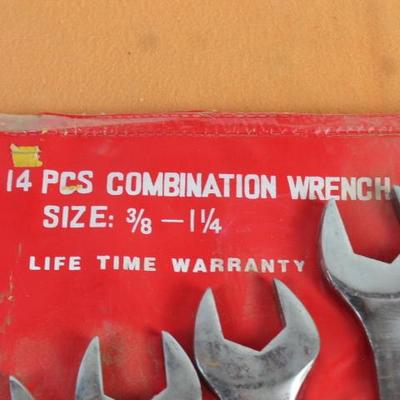 14 PCS COMBINATION WRENCH
SIZE: 3/8 — 1 1/4
LIFE TIME WARRANTY